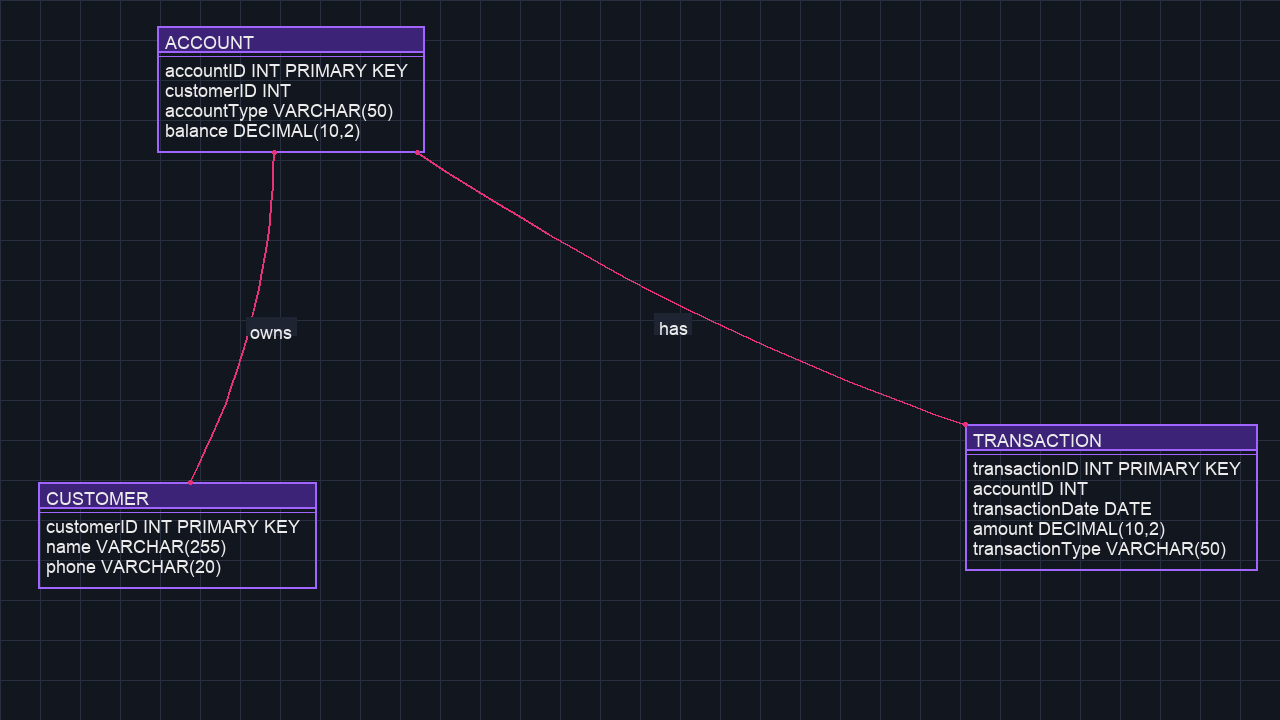 ACCOUNT
accountID INT PRIMARY KEY
customerID INT
accountType VARCHAR(50)
balance DECIMAL(10,2)
owns
has
TRANSACTION
transactionID INT PRIMARY KEY
accountID INT
transactionDate DATE
amount DECIMAL(10,2)
transactionType VARCHAR(50)
CUSTOMER
customerID INT PRIMARY KEY
name VARCHAR(255)
phone VARCHAR(20)